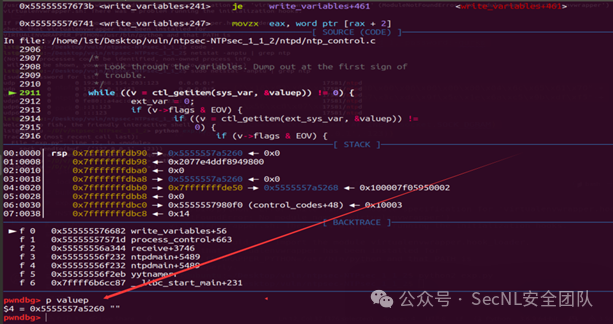 0x55555557673b <write_variables+241> je write_variables+461 <write_variables+461>
0x555555576741 <write_variables+247> movzx eax, word ptr [rax + 2]
[ SOURCE (CODE) ]
In file: /home/lst/Desktop/vuln/ntpsec-NTPsec_1_1_2/ntpd/ntp_control.c
2906
2907 /*
2908 * Look through the variables. Dump out at the first sign of
2909 * trouble.
2910 */
► 2911 while ((v = ctl_getitem(sys_var, &valuep)) != 0) {
2912 ext_var = 0;
2913 if (v->flags & EOV) {
2914 if ((v = ctl_getitem(ext_sys_var, &valuep)) !=
2915 0) {
2916 if (v->flags & EOV) {
[ STACK ]
00:0000│ rsp 0x7fffffffdb90 → 0x5555557a5260 ← 0x0
01:0008│ 0x7fffffffdb98 ← 0x2077e4ddf8949800
02:0010│ 0x7fffffffdba0 ← 0x0
03:0018│ 0x7fffffffdba8 → 0x5555557a5260 ← 0x0
04:0020│ 0x7fffffffdbb0 → 0x7fffffffde50 → 0x5555557a5268 ← 0x100007f05950002
05:0028│ 0x7fffffffdbb8 ← 0x0
06:0030│ 0x7fffffffdbc0 → 0x5555557980f0 (control_codes+48) ← 0x10003
07:0038│ 0x7fffffffdbc8 ← 0x14
[ BACKTRACE ]
► f 0 0x555555576682 write_variables+56
f 1 0x55555557571d process_control+663
f 2 0x55555556a344 receive+3746
f 3 0x55555556f232 ntpdmain+5489
f 4 0x55555556f232 ntpdmain+5489
f 5 0x55555556f2eb
f 6 0x7ffff6b6cc87 __libc_start_main+231
pwndbg> p valuep
$4 = 0x5555557a5260 ""
pwndbg>
公众号 · SecNL安全团队